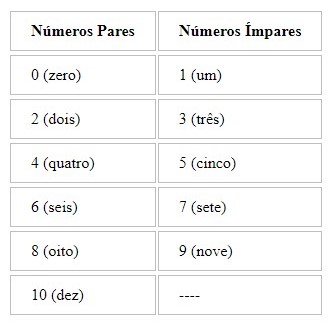 Números Pares Números Ímpares
0 (zero) 1 (um)
2 (dois) 3 (três)
4 (quatro) 5 (cinco)
6 (seis) 7 (sete)
8 (oito) 9 (nove)
10 (dez) ----